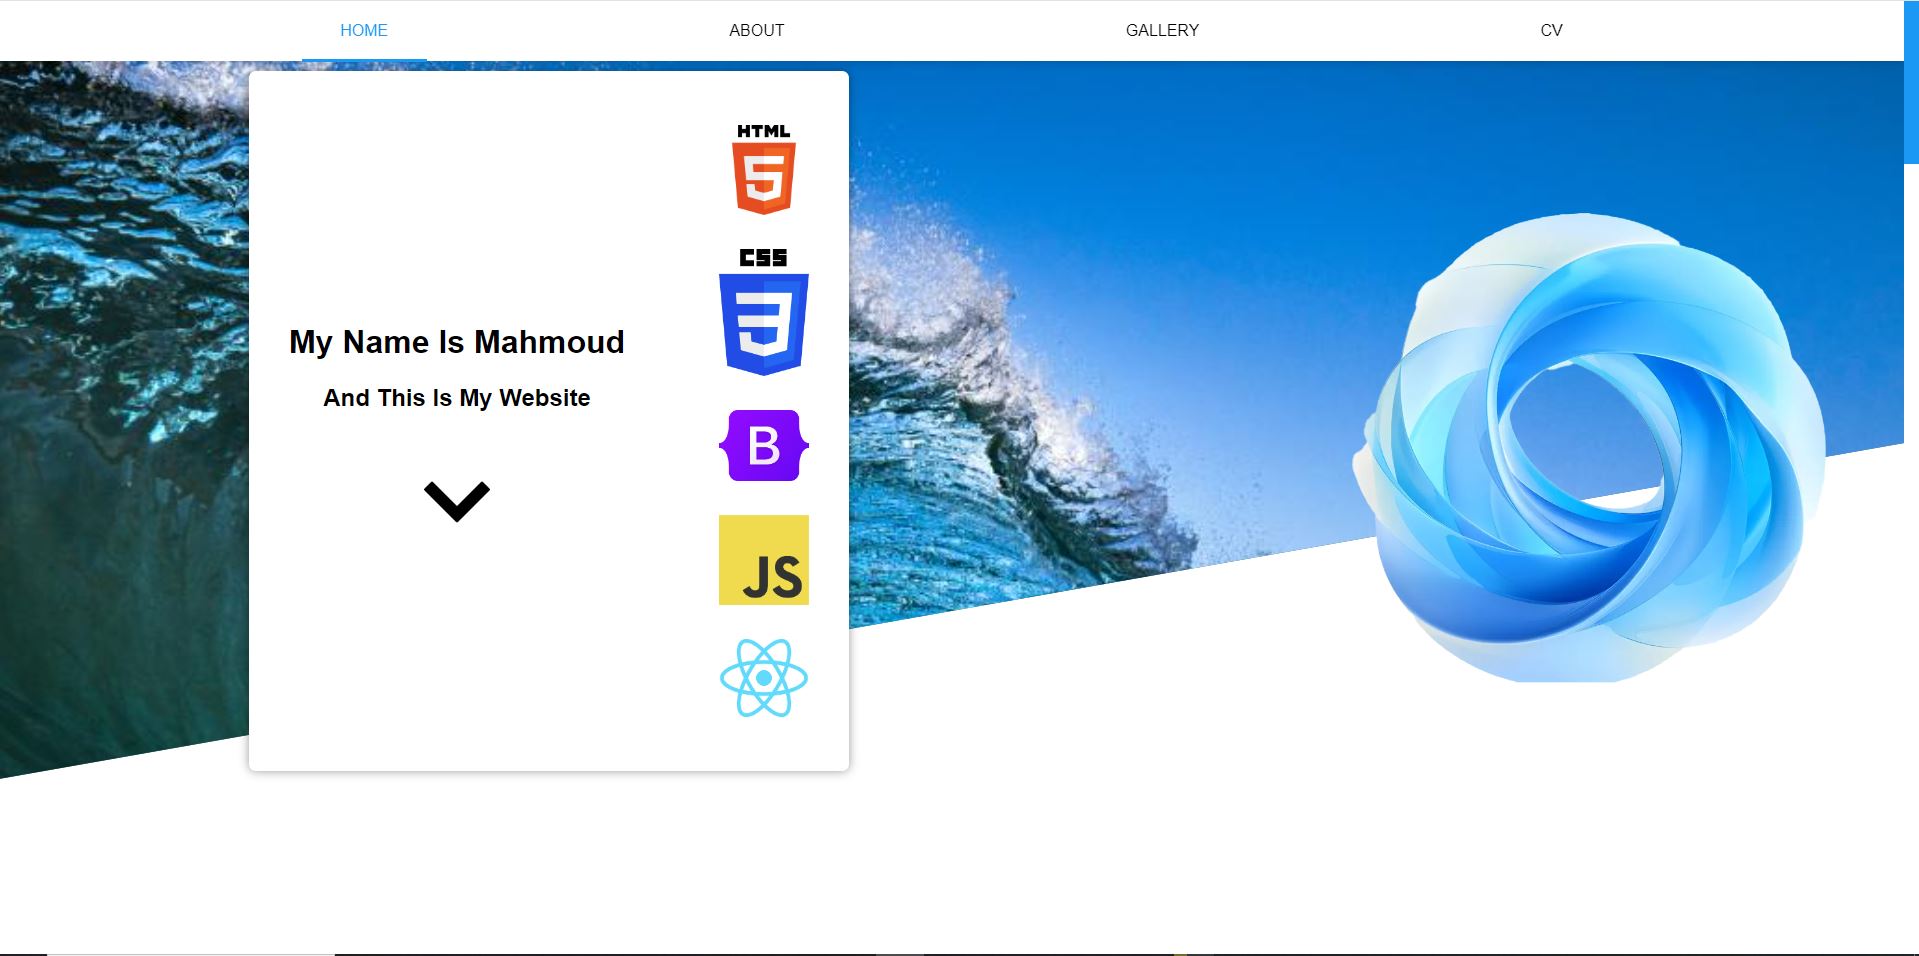 HOME
ABOUT
GALLERY
CV
HTML
5
CSS
3
My Name Is Mahmoud
And This Is My Website
B
JS